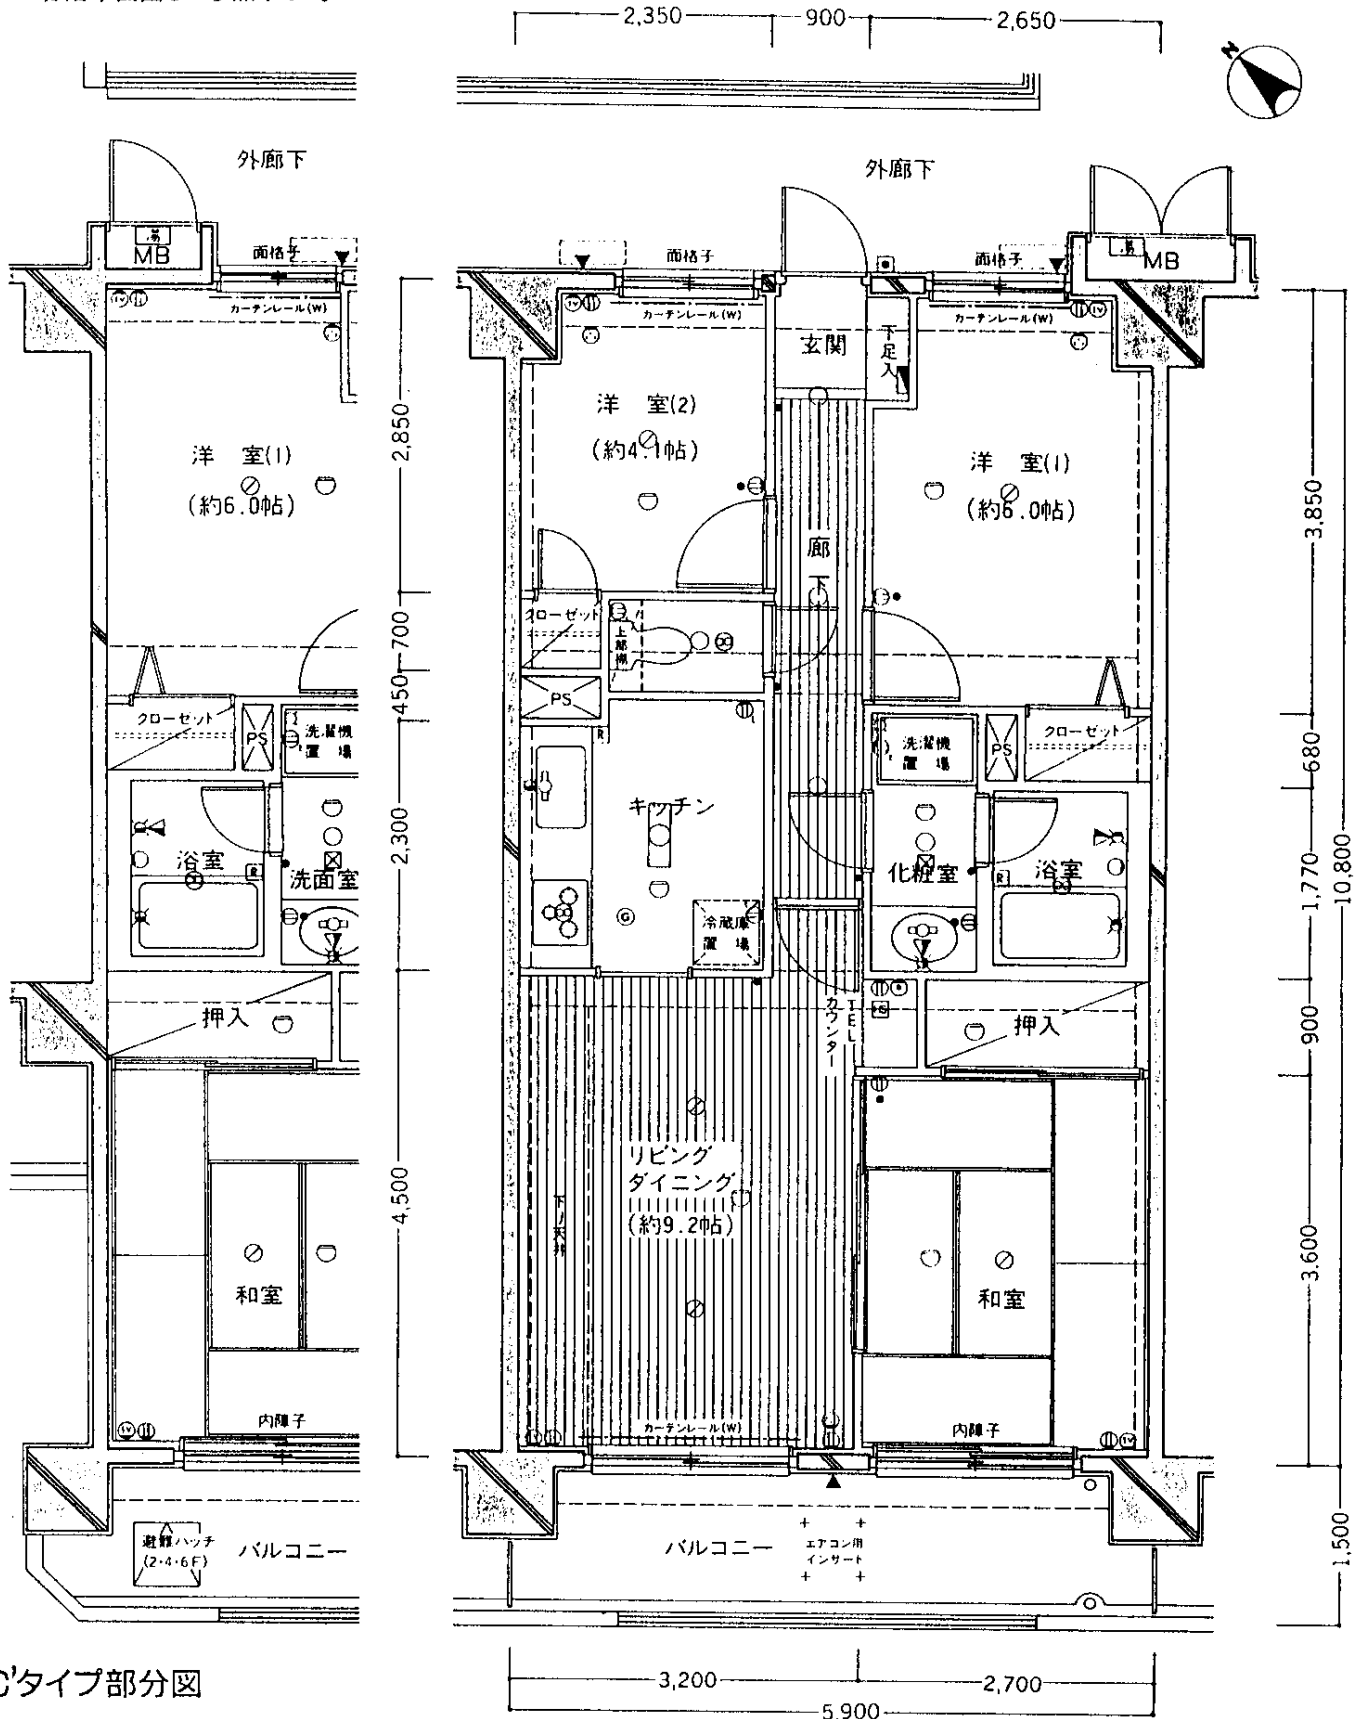 2,350
900
2,650
N
外廊下
MB
面格子
カーテンレール(W)
洋 室(1)
(約6.0帖)
クローゼット
PS
洗濯機
置 場
浴室
R
洗面室
押入
和室
内障子
避難ハッチ
(2・4・6F)
バルコニー
C'タイプ部分図
2,850
700
450
2,300
4,500
外廊下
面格子
カーテンレール(W)
玄関
下足入
面格子
カーテンレール(W)
MB
洋 室(2)
(約4.1帖)
洋 室(1)
(約6.0帖)
廊下
クローゼット
上部棚
PS
R
キッチン
G
冷蔵庫
置 場
洗濯機
置 場
PS
クローゼット
化粧室
R
浴室
TEL
カウンター
S
押入
リビング
ダイニング
(約9.2帖)
下り天井
和室
カーテンレール(W)
内障子
バルコニー
エアコン用
インサート
3,850
680
1,770
900
3,600
10,800
1,500
3,200
2,700
5,900